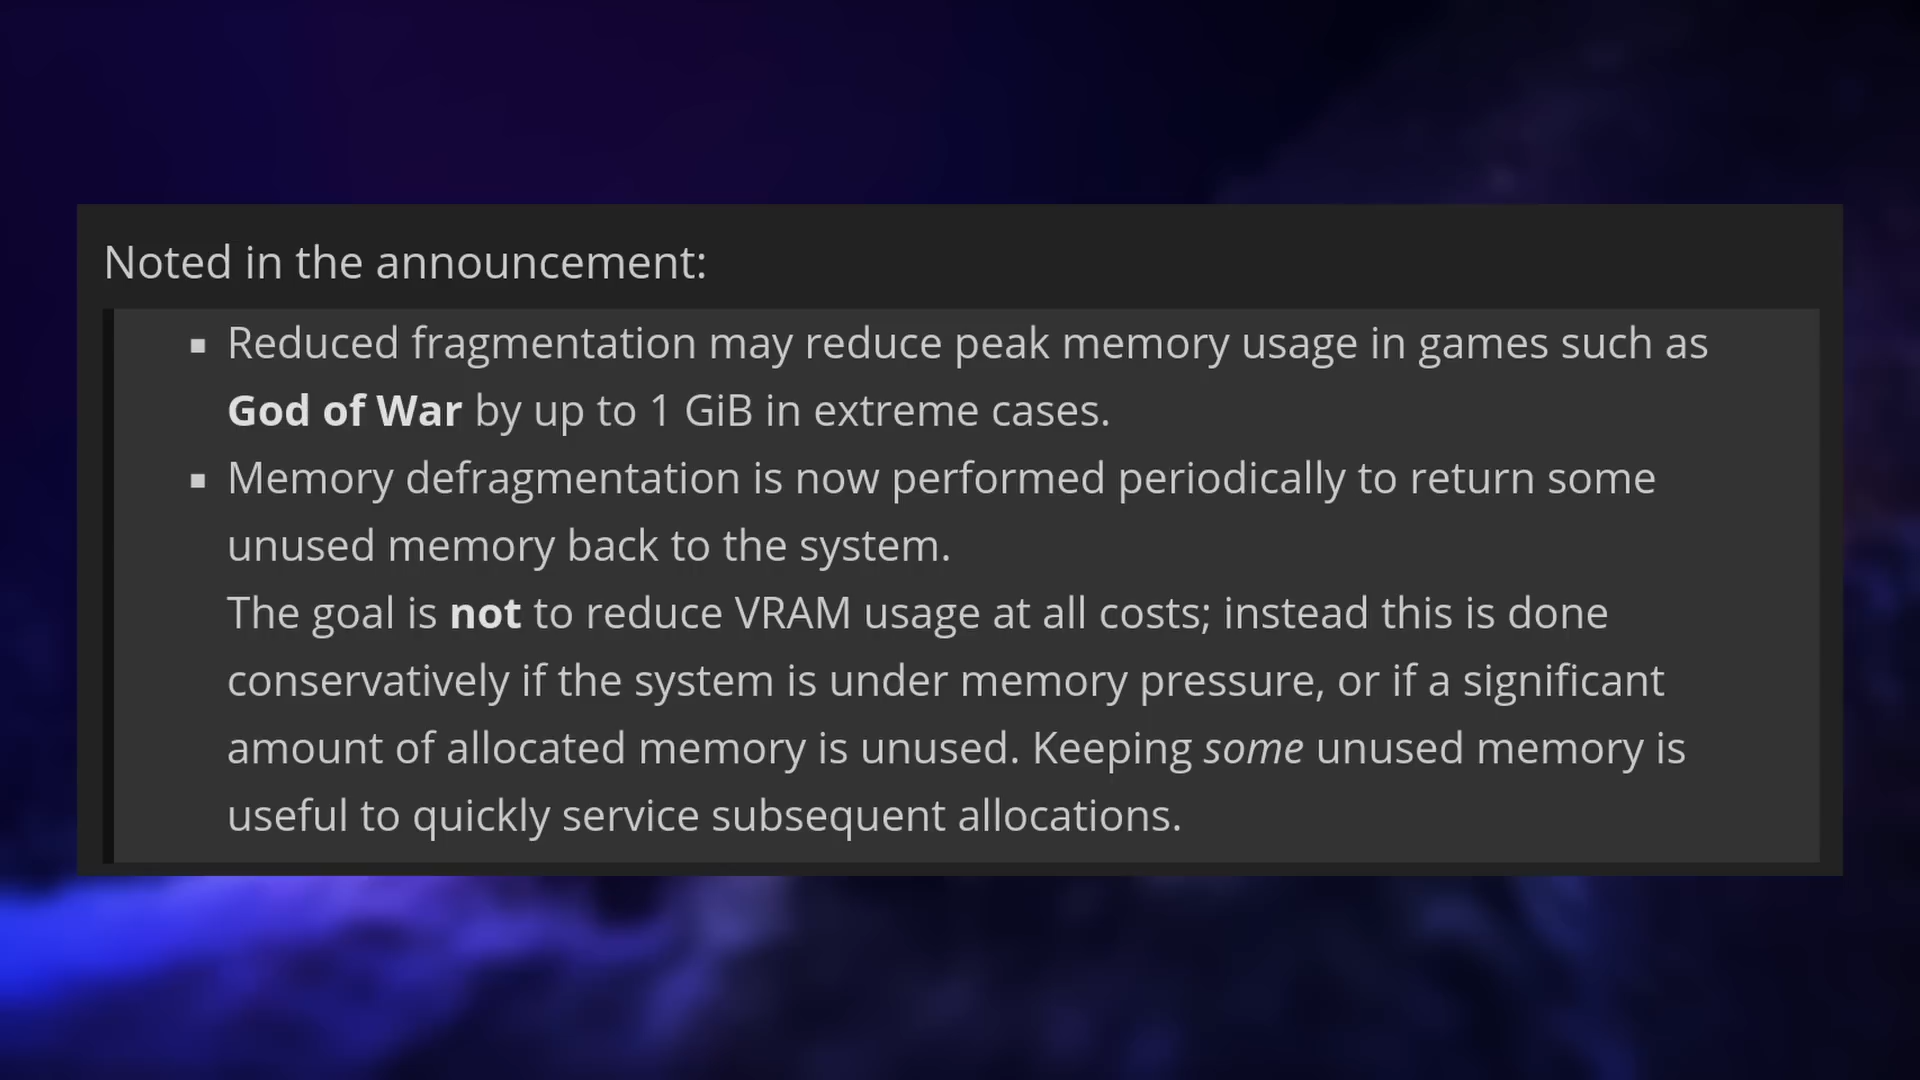 Noted in the announcement:
▪ Reduced fragmentation may reduce peak memory usage in games such as
God of War by up to 1 GiB in extreme cases.
▪ Memory defragmentation is now performed periodically to return some
unused memory back to the system.
The goal is not to reduce VRAM usage at all costs; instead this is done
conservatively if the system is under memory pressure, or if a significant
amount of allocated memory is unused. Keeping some unused memory is
useful to quickly service subsequent allocations.